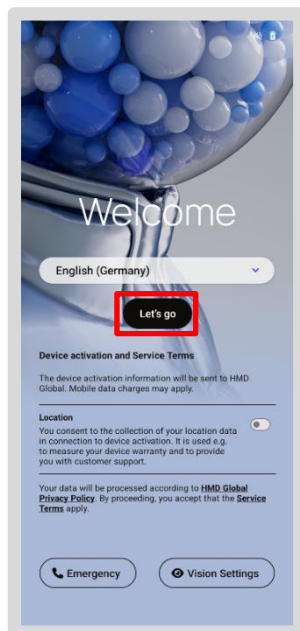 Welcome
English (Germany)
Let's go
Device activation and Service Terms
The device activation information will be sent to HMD
Global. Mobile data charges may apply.
Location
You consent to the collection of your location data
in connection to device activation. It is used e.g.
to measure your device warranty and to provide
you with customer support.
Your data will be processed according to HMD Global
Privacy Policy. By proceeding, you accept that the Service
Terms apply.
Emergency
Vision Settings